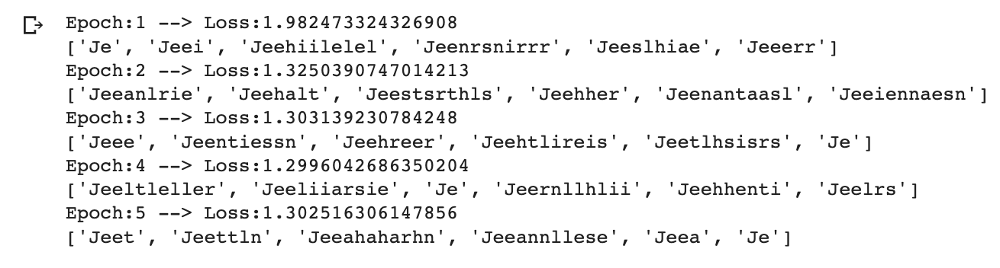 Epoch:1 --> Loss:1.982473324326908
['Je', 'Jeei', 'Jeehiilelel', 'Jeenrsnirrr', 'Jeeslhiae', 'Jeeerr']
Epoch:2 --> Loss:1.3250390747014213
['Jeeanlrie', 'Jeehalt', 'Jeestsrthls', 'Jeehher', 'Jeenantaasl', 'Jeeiennaesn']
Epoch:3 --> Loss:1.303139230784248
['Jeee', 'Jeentiessn', 'Jeehreer', 'Jeehtlireis', 'Jeetlhsisrs', 'Je']
Epoch:4 --> Loss:1.2996042686350204
['Jeeltleller', 'Jeeliiarsie', 'Je', 'Jeernllhlii', 'Jeehhenti', 'Jeelrs']
Epoch:5 --> Loss:1.302516306147856
['Jeet', 'Jeettln', 'Jeeahaharhn', 'Jeeannllese', 'Jeea', 'Je']